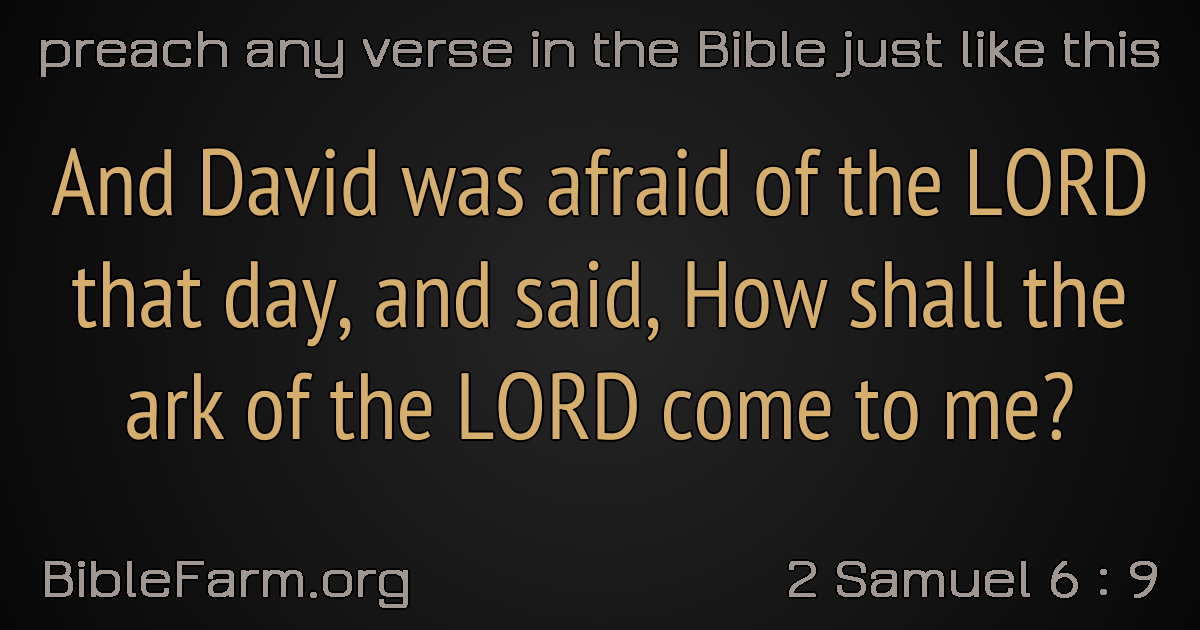 preach any verse in the Bible just like this
And David was afraid of the LORD
that day, and said, How shall the
ark of the LORD come to me?
BibleFarm.org
2 Samuel 6 : 9